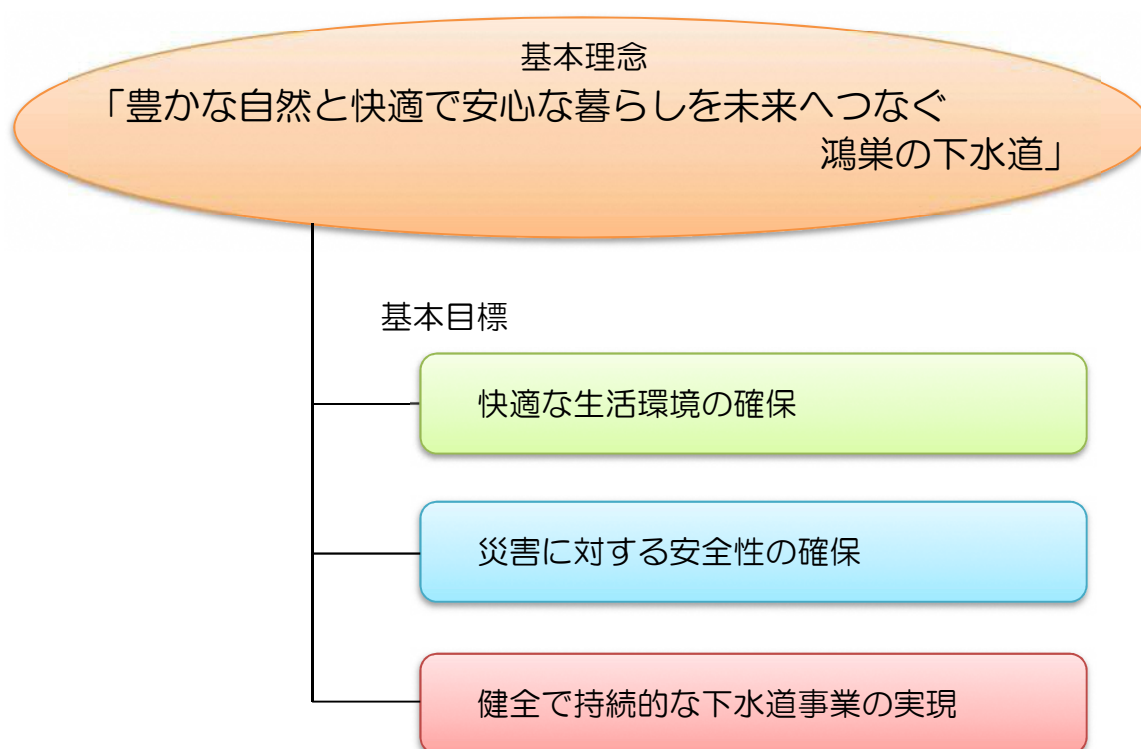 基本理念
「豊かな自然と快適で安心な暮らしを未来へつなぐ
鴻巣の下水道」
基本目標
快適な生活環境の確保
災害に対する安全性の確保
健全で持続的な下水道事業の実現